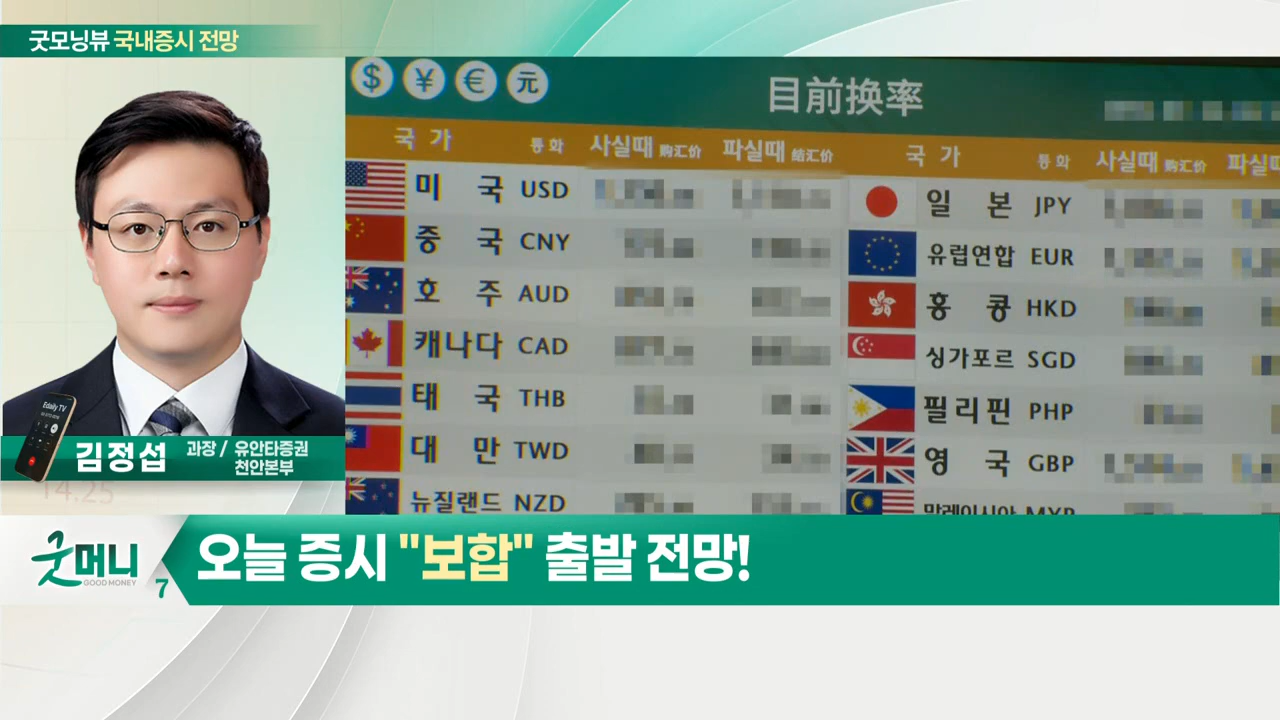 굿모닝뷰 국내증시 전망
$ ¥ € 元
目前换率
국 가 통 화 사실때 购汇价 파실때 结汇价 국 가 통 화 사실때 购汇价
미 국 USD
일 본 JPY
중 국 CNY
유럽연합 EUR
호 주 AUD
홍 콩 HKD
캐나다 CAD
싱가포르 SGD
태 국 THB
필리핀 PHP
대 만 TWD
영 국 GBP
뉴질랜드 NZD
Edaily TV
김정섭 과장 / 유안타증권
천안본부
14.25
굿머니
GOOD MONEY
7
오늘 증시 "보합" 출발 전망!